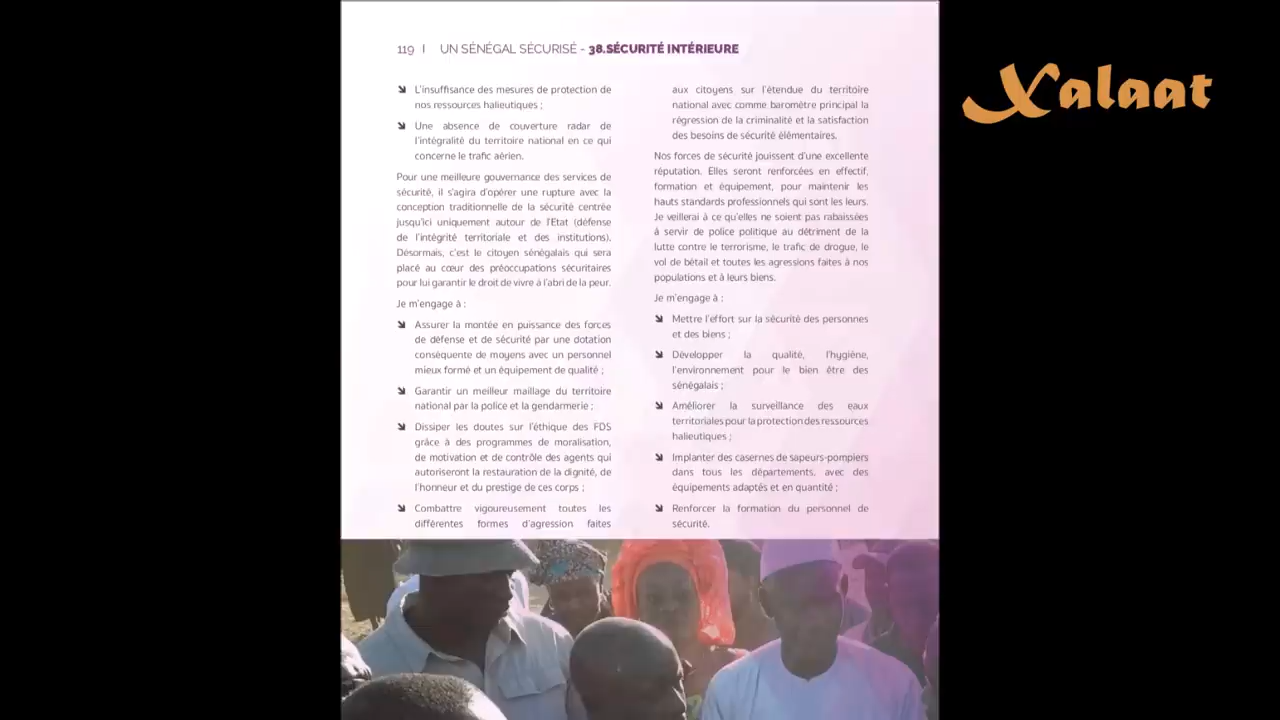 119 I UN SÉNÉGAL SÉCURISÉ - 38.SÉCURITÉ INTÉRIEURE
Xalaat
L'insuffisance des mesures de protection de
nos ressources halieutiques ;
Une absence de couverture radar de
l'intégralité du territoire national en ce qui
concerne le trafic aérien.
Pour une meilleure gouvernance des services de
sécurité, il s'agira d'opérer une rupture avec la
conception traditionnelle de la sécurité centrée
jusqu'ici uniquement autour de l'Etat (défense
de l'intégrité territoriale et des institutions).
Désormais, c'est le citoyen sénégalais qui sera
placé au cœur des préoccupations sécuritaires
pour lui garantir le droit de vivre à l'abri de la peur.
Je m'engage à :
Assurer la montée en puissance des forces
de défense et de sécurité par une dotation
conséquente de moyens avec un personnel
mieux formé et un équipement de qualité ;
Garantir un meilleur maillage du territoire
national par la police et la gendarmerie ;
Dissiper les doutes sur l'éthique des FDS
grâce à des programmes de moralisation,
de motivation et de contrôle des agents qui
autoriseront la restauration de la dignité, de
l'honneur et du prestige de ces corps ;
Combattre vigoureusement toutes les
différentes formes d'agression faites
aux citoyens sur l'étendue du territoire
national avec comme baromètre principal la
régression de la criminalité et la satisfaction
des besoins de sécurité élémentaires.
Nos forces de sécurité jouissent d'une excellente
réputation. Elles seront renforcées en effectif,
formation et équipement, pour maintenir les
hauts standards professionnels qui sont les leurs.
Je veillerai à ce qu'elles ne soient pas rabaissées
à servir de police politique au détriment de la
lutte contre le terrorisme, le trafic de drogue, le
vol de bétail et toutes les agressions faites à nos
populations et à leurs biens.
Je m'engage à :
Mettre l'effort sur la sécurité des personnes
et des biens ;
Développer la qualité, l'hygiène,
l'environnement pour le bien être des
sénégalais ;
Améliorer la surveillance des eaux
territoriales pour la protection des ressources
halieutiques ;
Implanter des casernes de sapeurs-pompiers
dans tous les départements, avec des
équipements adaptés et en quantité ;
Renforcer la formation du personnel de
sécurité.